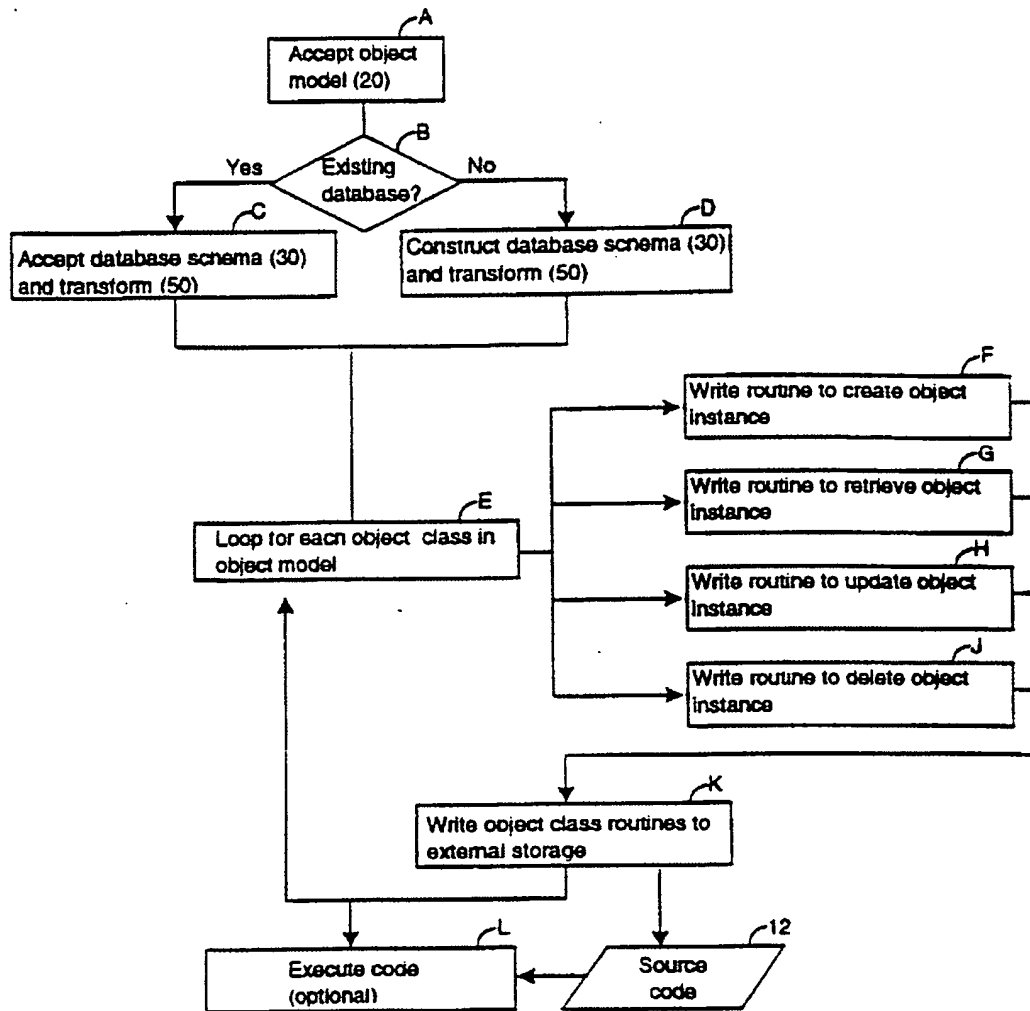 A
Accept object
model (20)
B
Yes
Existing
database?
No
C
Accept database schema (30)
and transform (50)
D
Construct database schema (30)
and transform (50)
F
Write routine to create object
instance
G
Write routine to retrieve object
instance
E
Loop for each object class in
object model
H
Write routine to update object
instance
J
Write routine to delete object
instance
K
Write object class routines to
external storage
L
Execute code
(optional)
12
Source
code